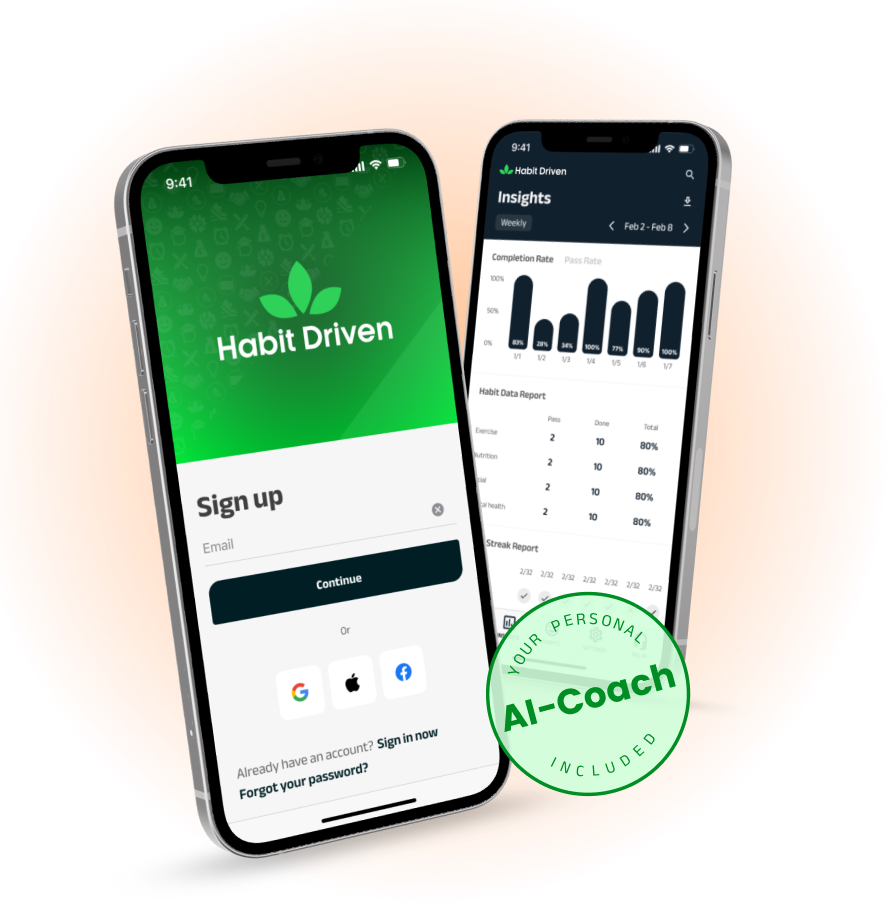 9:41
Habit Driven
Sign up
Email
Continue
Or
Already have an account? Sign in now
Forgot your password?
9:41
Habit Driven
Insights
Weekly
Feb 2 - Feb 8
Completion Rate Pass Rate
100%
50%
0%
83% 28% 34% 100% 77% 90% 100%
1/1 1/2 1/3 1/4 1/5 1/6 1/7
Habit Data Report
Pass Done Total
Exercise 2 10 80%
utrition 2 10 80%
cial 2 10 80%
al health 2 10 80%
Streak Report
2/32 2/32 2/32 2/32 2/32 2/32 2/32
YOUR PERSONAL
AI-Coach
INCLUDED